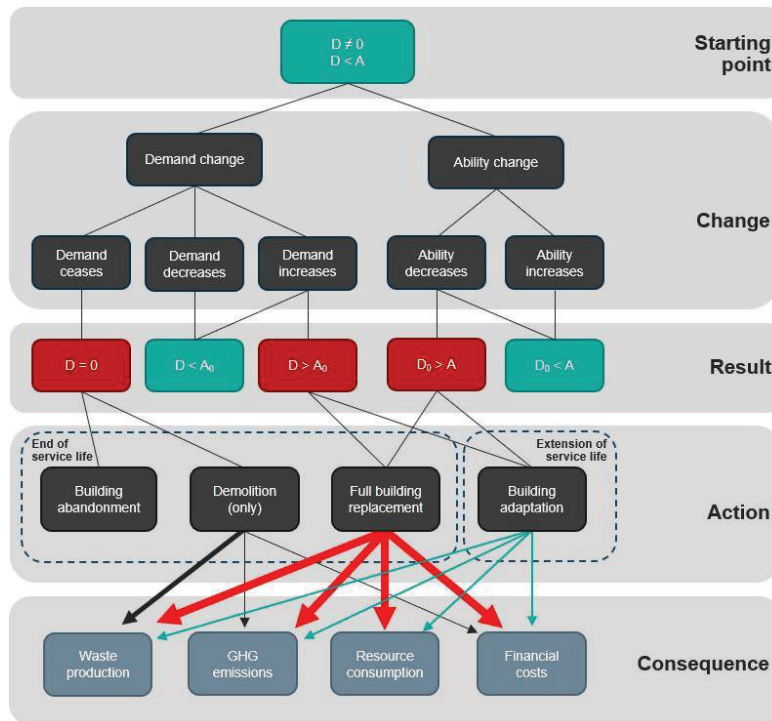 D ≠ 0
D < A
Starting
point
Demand change
Ability change
Change
Demand
ceases
Demand
decreases
Demand
increases
Ability
decreases
Ability
increases
D = 0
D < A₀
D > A₀
D₀ > A
D₀ < A
Result
End of
service life
Extension of
service life
Building
abandonment
Demolition
(only)
Full building
replacement
Building
adaptation
Action
Waste
production
GHG
emissions
Resource
consumption
Financial
costs
Consequence